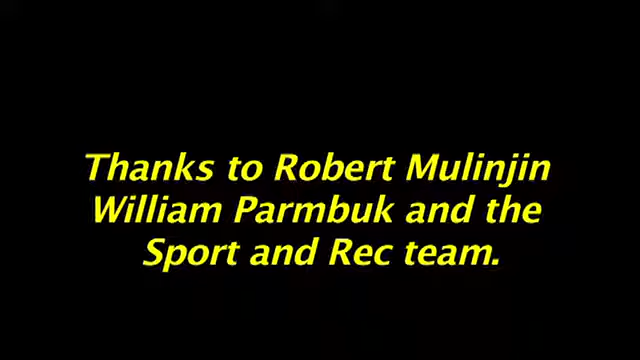 Thanks to Robert Mulinjin
William Parmbuk and the
Sport and Rec team.